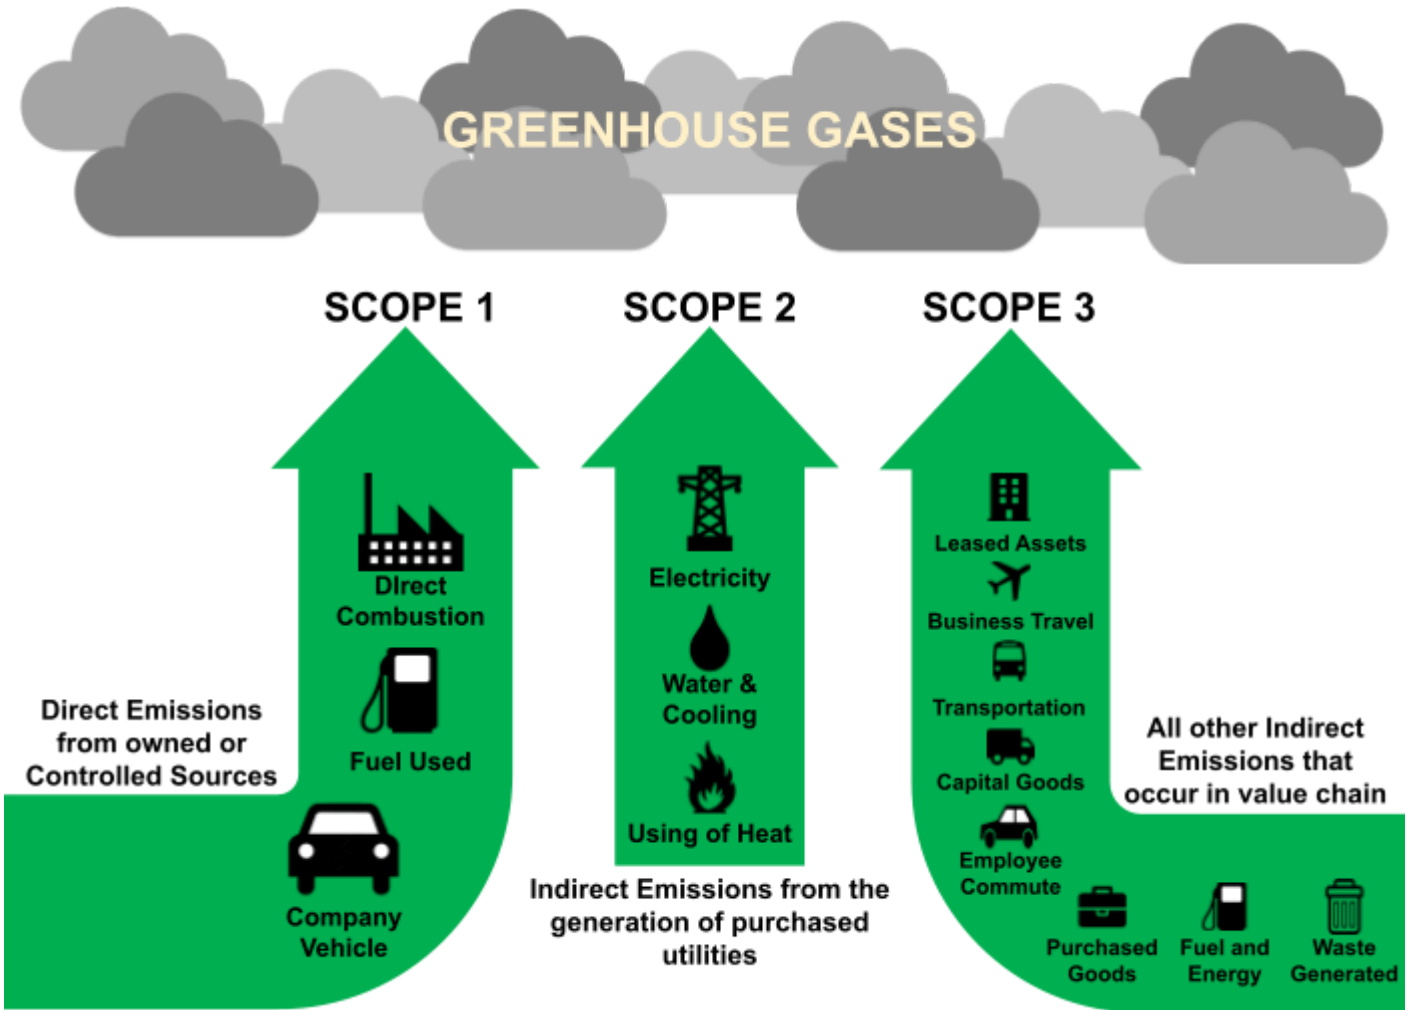 GREENHOUSE GASES
SCOPE 1
SCOPE 2
SCOPE 3
DIrect
Combustion
Fuel Used
Company
Vehicle
Direct Emissions
from owned or
Controlled Sources
Electricity
Water &
Cooling
Using of Heat
Indirect Emissions from the
generation of purchased
utilities
Leased Assets
Business Travel
Transportation
Capital Goods
Employee
Commute
Purchased
Goods
Fuel and
Energy
Waste
Generated
All other Indirect
Emissions that
occur in value chain